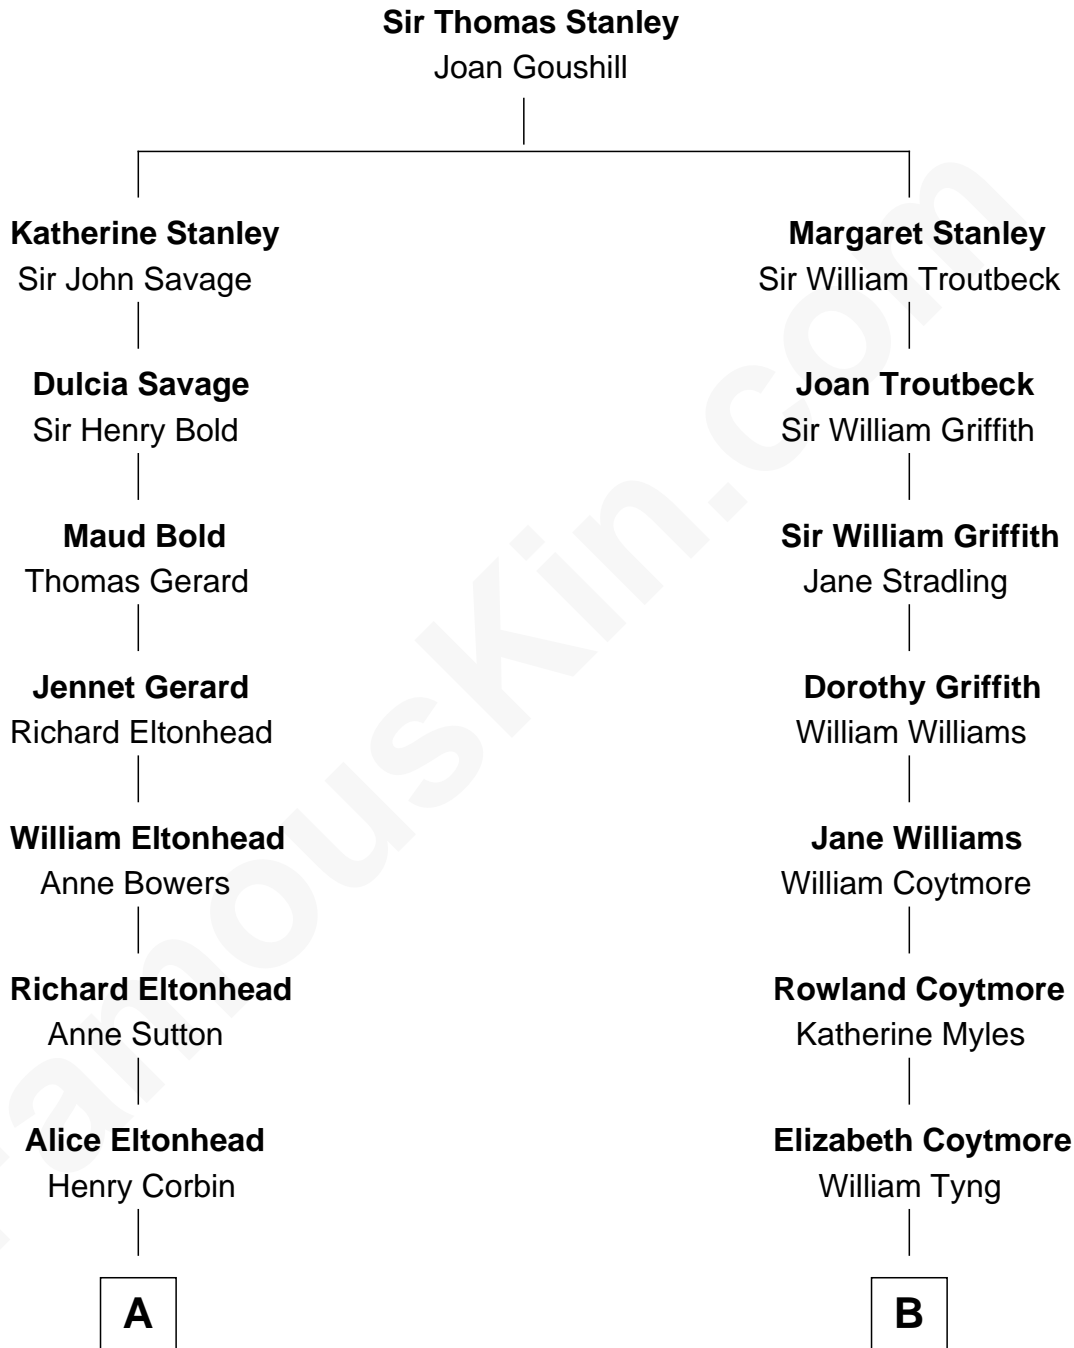 Sir Thomas Stanley
Joan Goushill
Katherine Stanley
Sir John Savage
Margaret Stanley
Sir William Troutbeck
Dulcia Savage
Sir Henry Bold
Joan Troutbeck
Sir William Griffith
Maud Bold
Thomas Gerard
Sir William Griffith
Jane Stradling
Jennet Gerard
Richard Eltonhead
Dorothy Griffith
William Williams
William Eltonhead
Anne Bowers
Jane Williams
William Coytmore
Richard Eltonhead
Anne Sutton
Rowland Coytmore
Katherine Myles
Alice Eltonhead
Henry Corbin
Elizabeth Coytmore
William Tyng
A
B
FamousKin.com